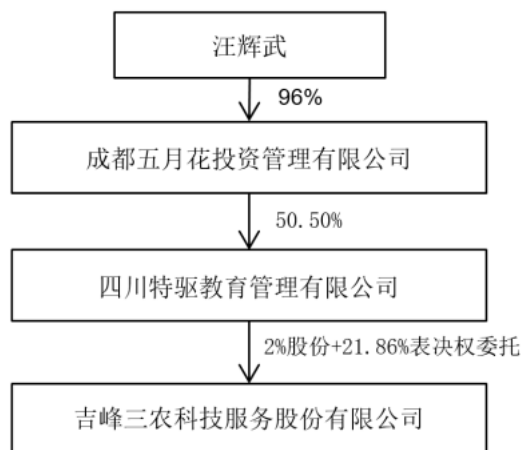 汪辉武
96%
成都五月花投资管理有限公司
50.50%
四川特驱教育管理有限公司
2%股份+21.86%表决权委托
吉峰三农科技服务股份有限公司